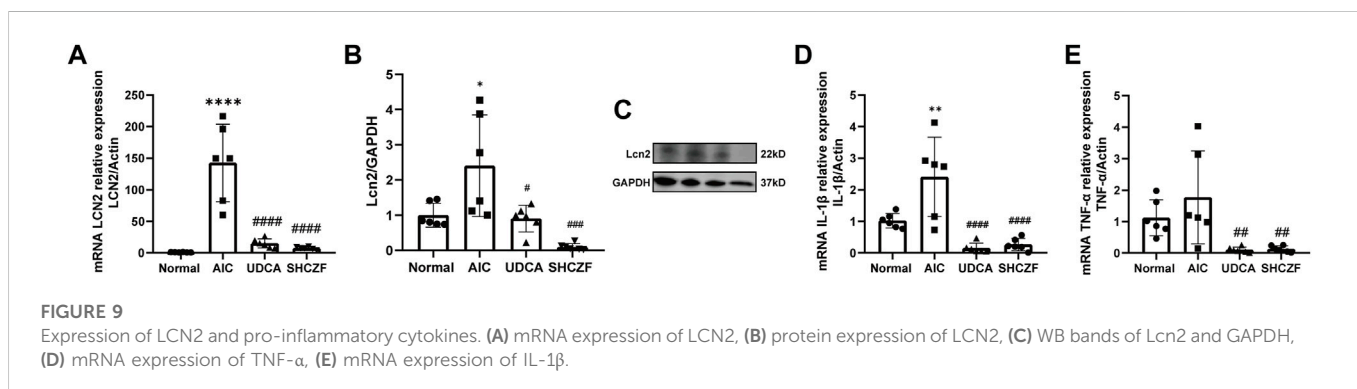 A
mRNA LCN2 relative expression
LCN2/Actin
250
200
150
100
50
0
****
####
####
Normal AIC UDCA SHCZF
B
Lcn2/GAPDH
5
4
3
2
1
0
*
#
###
Normal AIC UDCA SHCZF
C
Lcn2 22kD
GAPDH 37kD
D
mRNA IL-1β relative expression
IL-1β/Actin
5
4
3
2
1
0
**
####
####
Normal AIC UDCA SHCZF
E
mRNA TNF-α relative expression
TNF-α/Actin
5
4
3
2
1
0
##
##
Normal AIC UDCA SHCZF
FIGURE 9
Expression of LCN2 and pro-inflammatory cytokines. (A) mRNA expression of LCN2, (B) protein expression of LCN2, (C) WB bands of Lcn2 and GAPDH,
(D) mRNA expression of TNF-α, (E) mRNA expression of IL-1β.